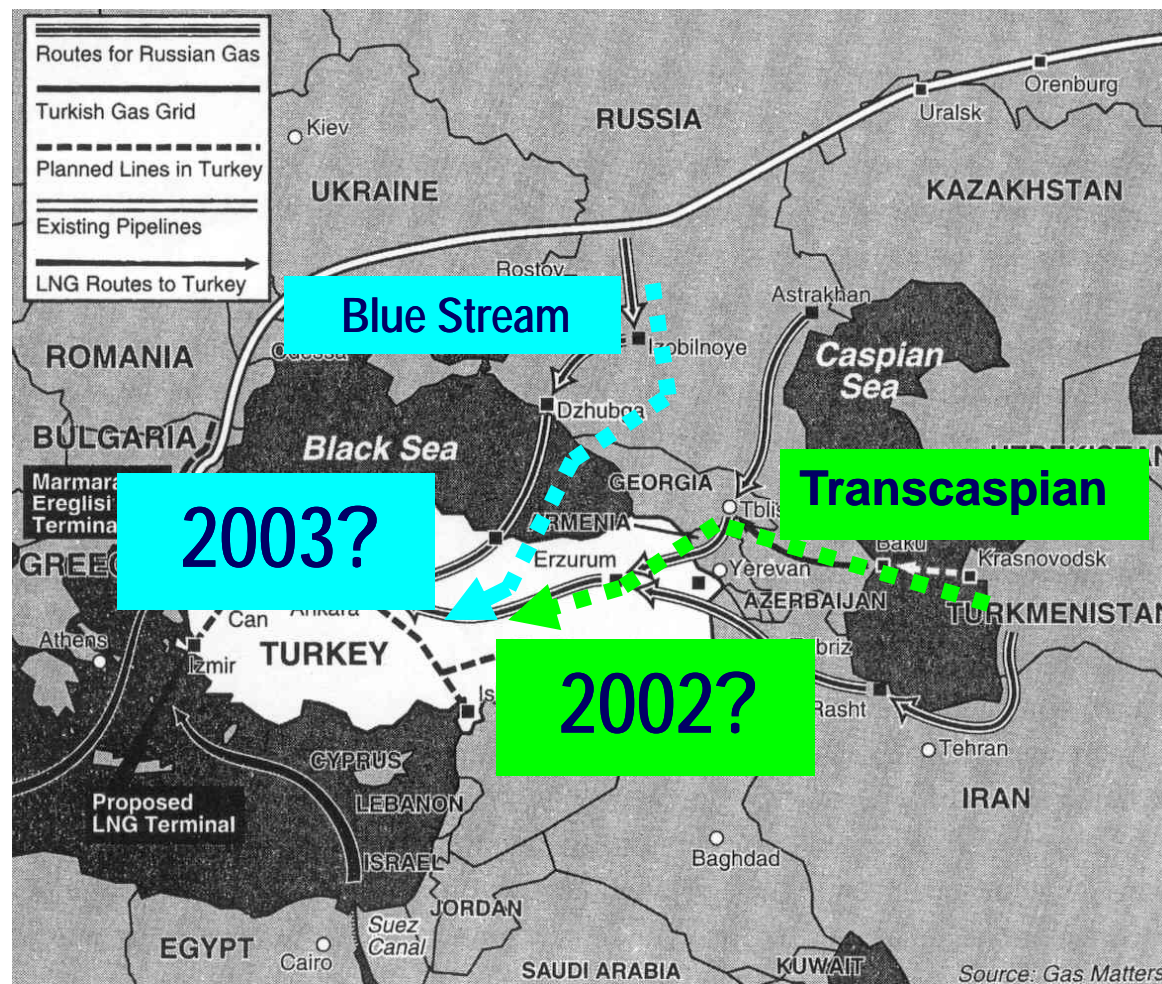 Routes for Russian Gas
Turkish Gas Grid
Planned Lines in Turkey
Existing Pipelines
LNG Routes to Turkey
Orenburg
Uralsk
RUSSIA
Kiev
UKRAINE
KAZAKHSTAN
Rostov
Blue Stream
Astrakhan
Izobilnoye
ROMANIA
Odessa
Caspian
Sea
Dzhubga
BULGARIA
Black Sea
GEORGIA
Transcaspian
Marmara
Ereglisi
Terminal
2003?
ARMENIA
Erzurum
Baku
Krasnovodsk
Yerevan
AZERBAIJAN
TURKMENISTAN
Ankara
Can
Athens
Izmir
TURKEY
2002?
Rasht
Tehran
CYPRUS
LEBANON
Proposed
LNG Terminal
IRAN
ISRAEL
Baghdad
JORDAN
Suez
Canal
EGYPT
Cairo
SAUDI ARABIA
KUWAIT
Source: Gas Matters